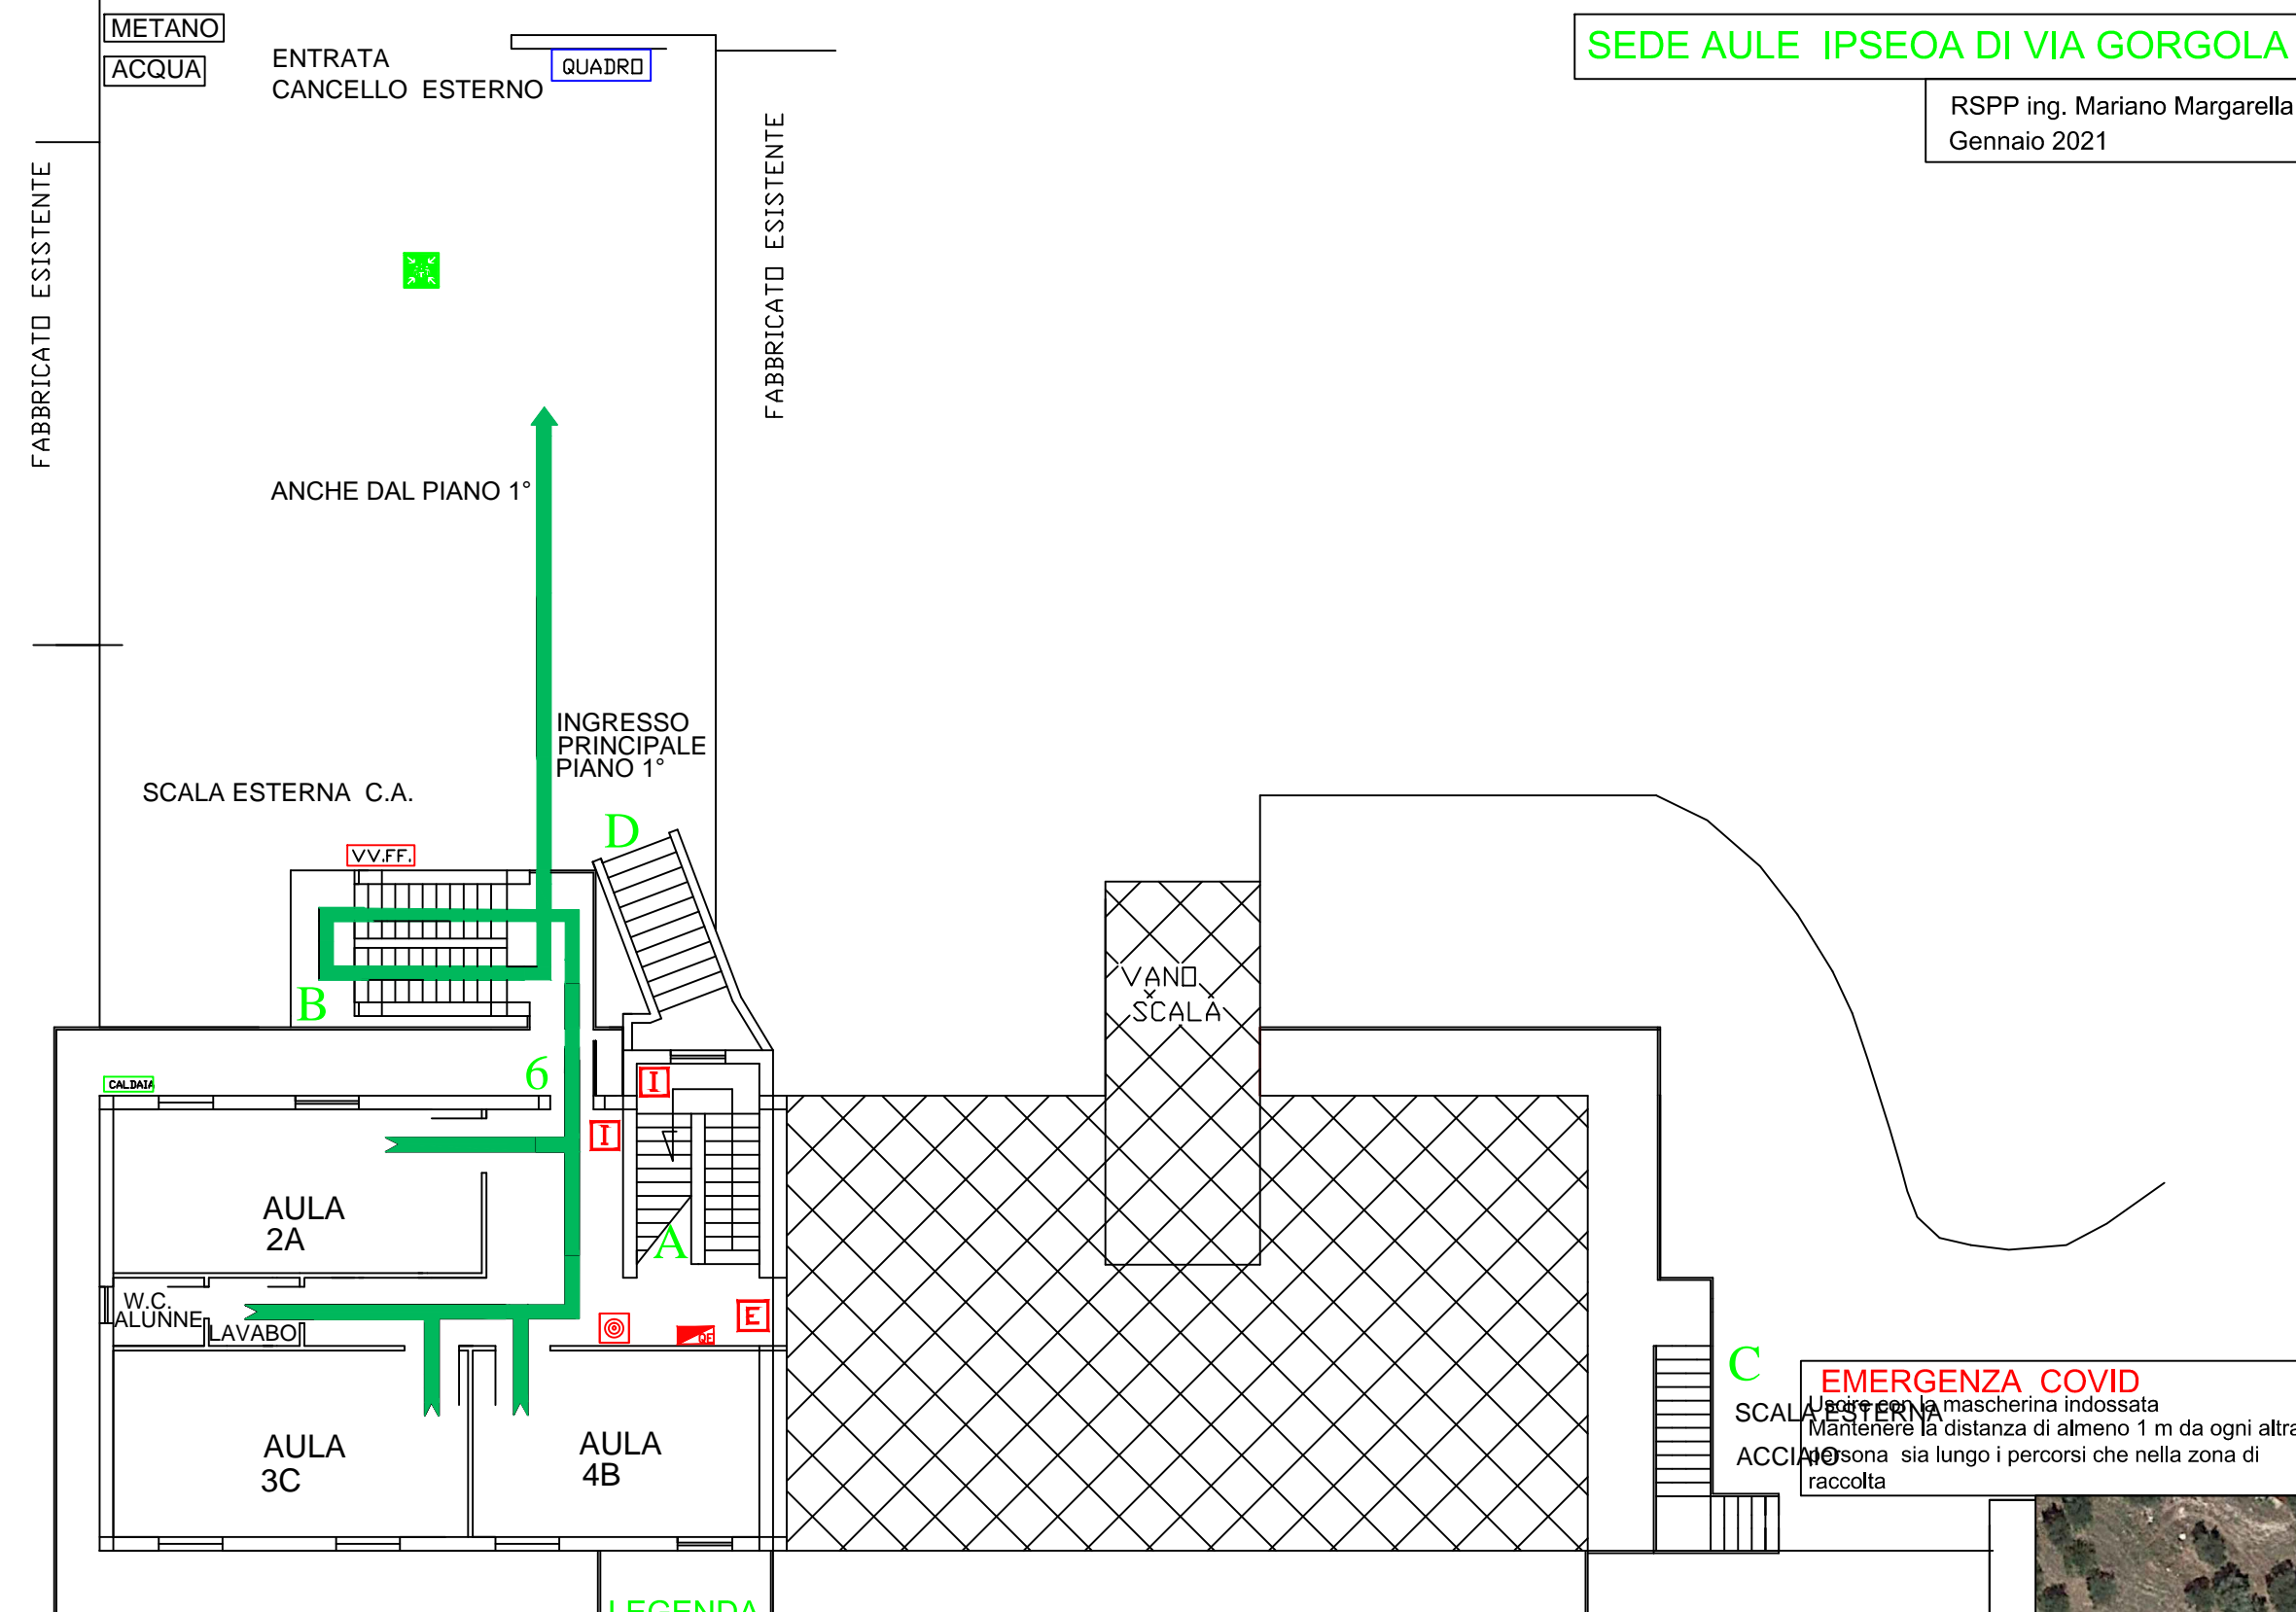 METANO
ACQUA
ENTRATA
CANCELLO ESTERNO
QUADRO
SEDE AULE IPSEOA DI VIA GORGOLA
RSPP ing. Mariano Margarella
Gennaio 2021
FABBRICATO ESISTENTE
FABBRICATO ESISTENTE
ANCHE DAL PIANO 1°
INGRESSO
PRINCIPALE
PIANO 1°
SCALA ESTERNA C.A.
D
VV.FF.
B
VANO
SCALA
6
CALDAIA
I
I
AULA
2A
A
W.C.
ALUNNE
LAVABO
E
QE
C
SCALA ESTERNA
ACCIAIO
EMERGENZA COVID
Uscire con la mascherina indossata
Mantenere la distanza di almeno 1 m da ogni altra
persona sia lungo i percorsi che nella zona di
raccolta
AULA
3C
AULA
4B
LEGENDA